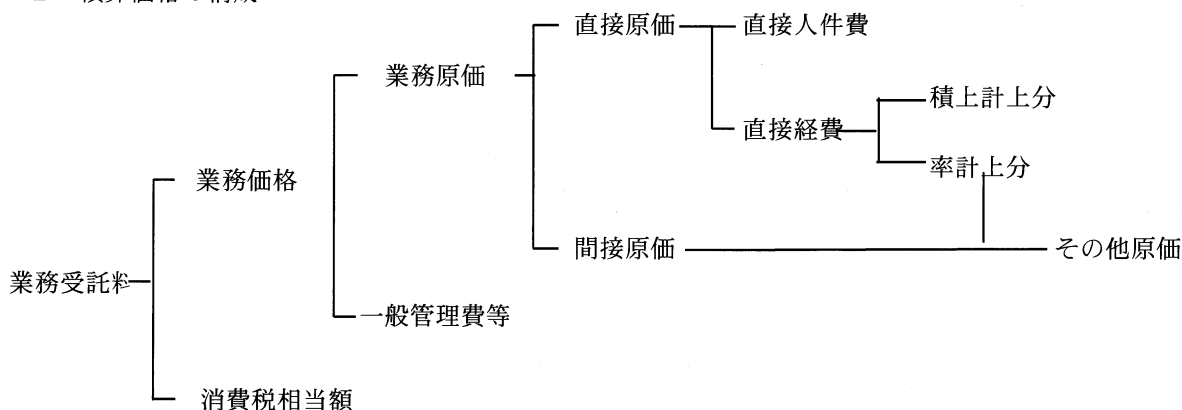 直接原価 直接人件費
業務原価
積上計上分
直接経費
率計上分
業務価格
間接原価 その他原価
業務受託料
一般管理費等
消費税相当額